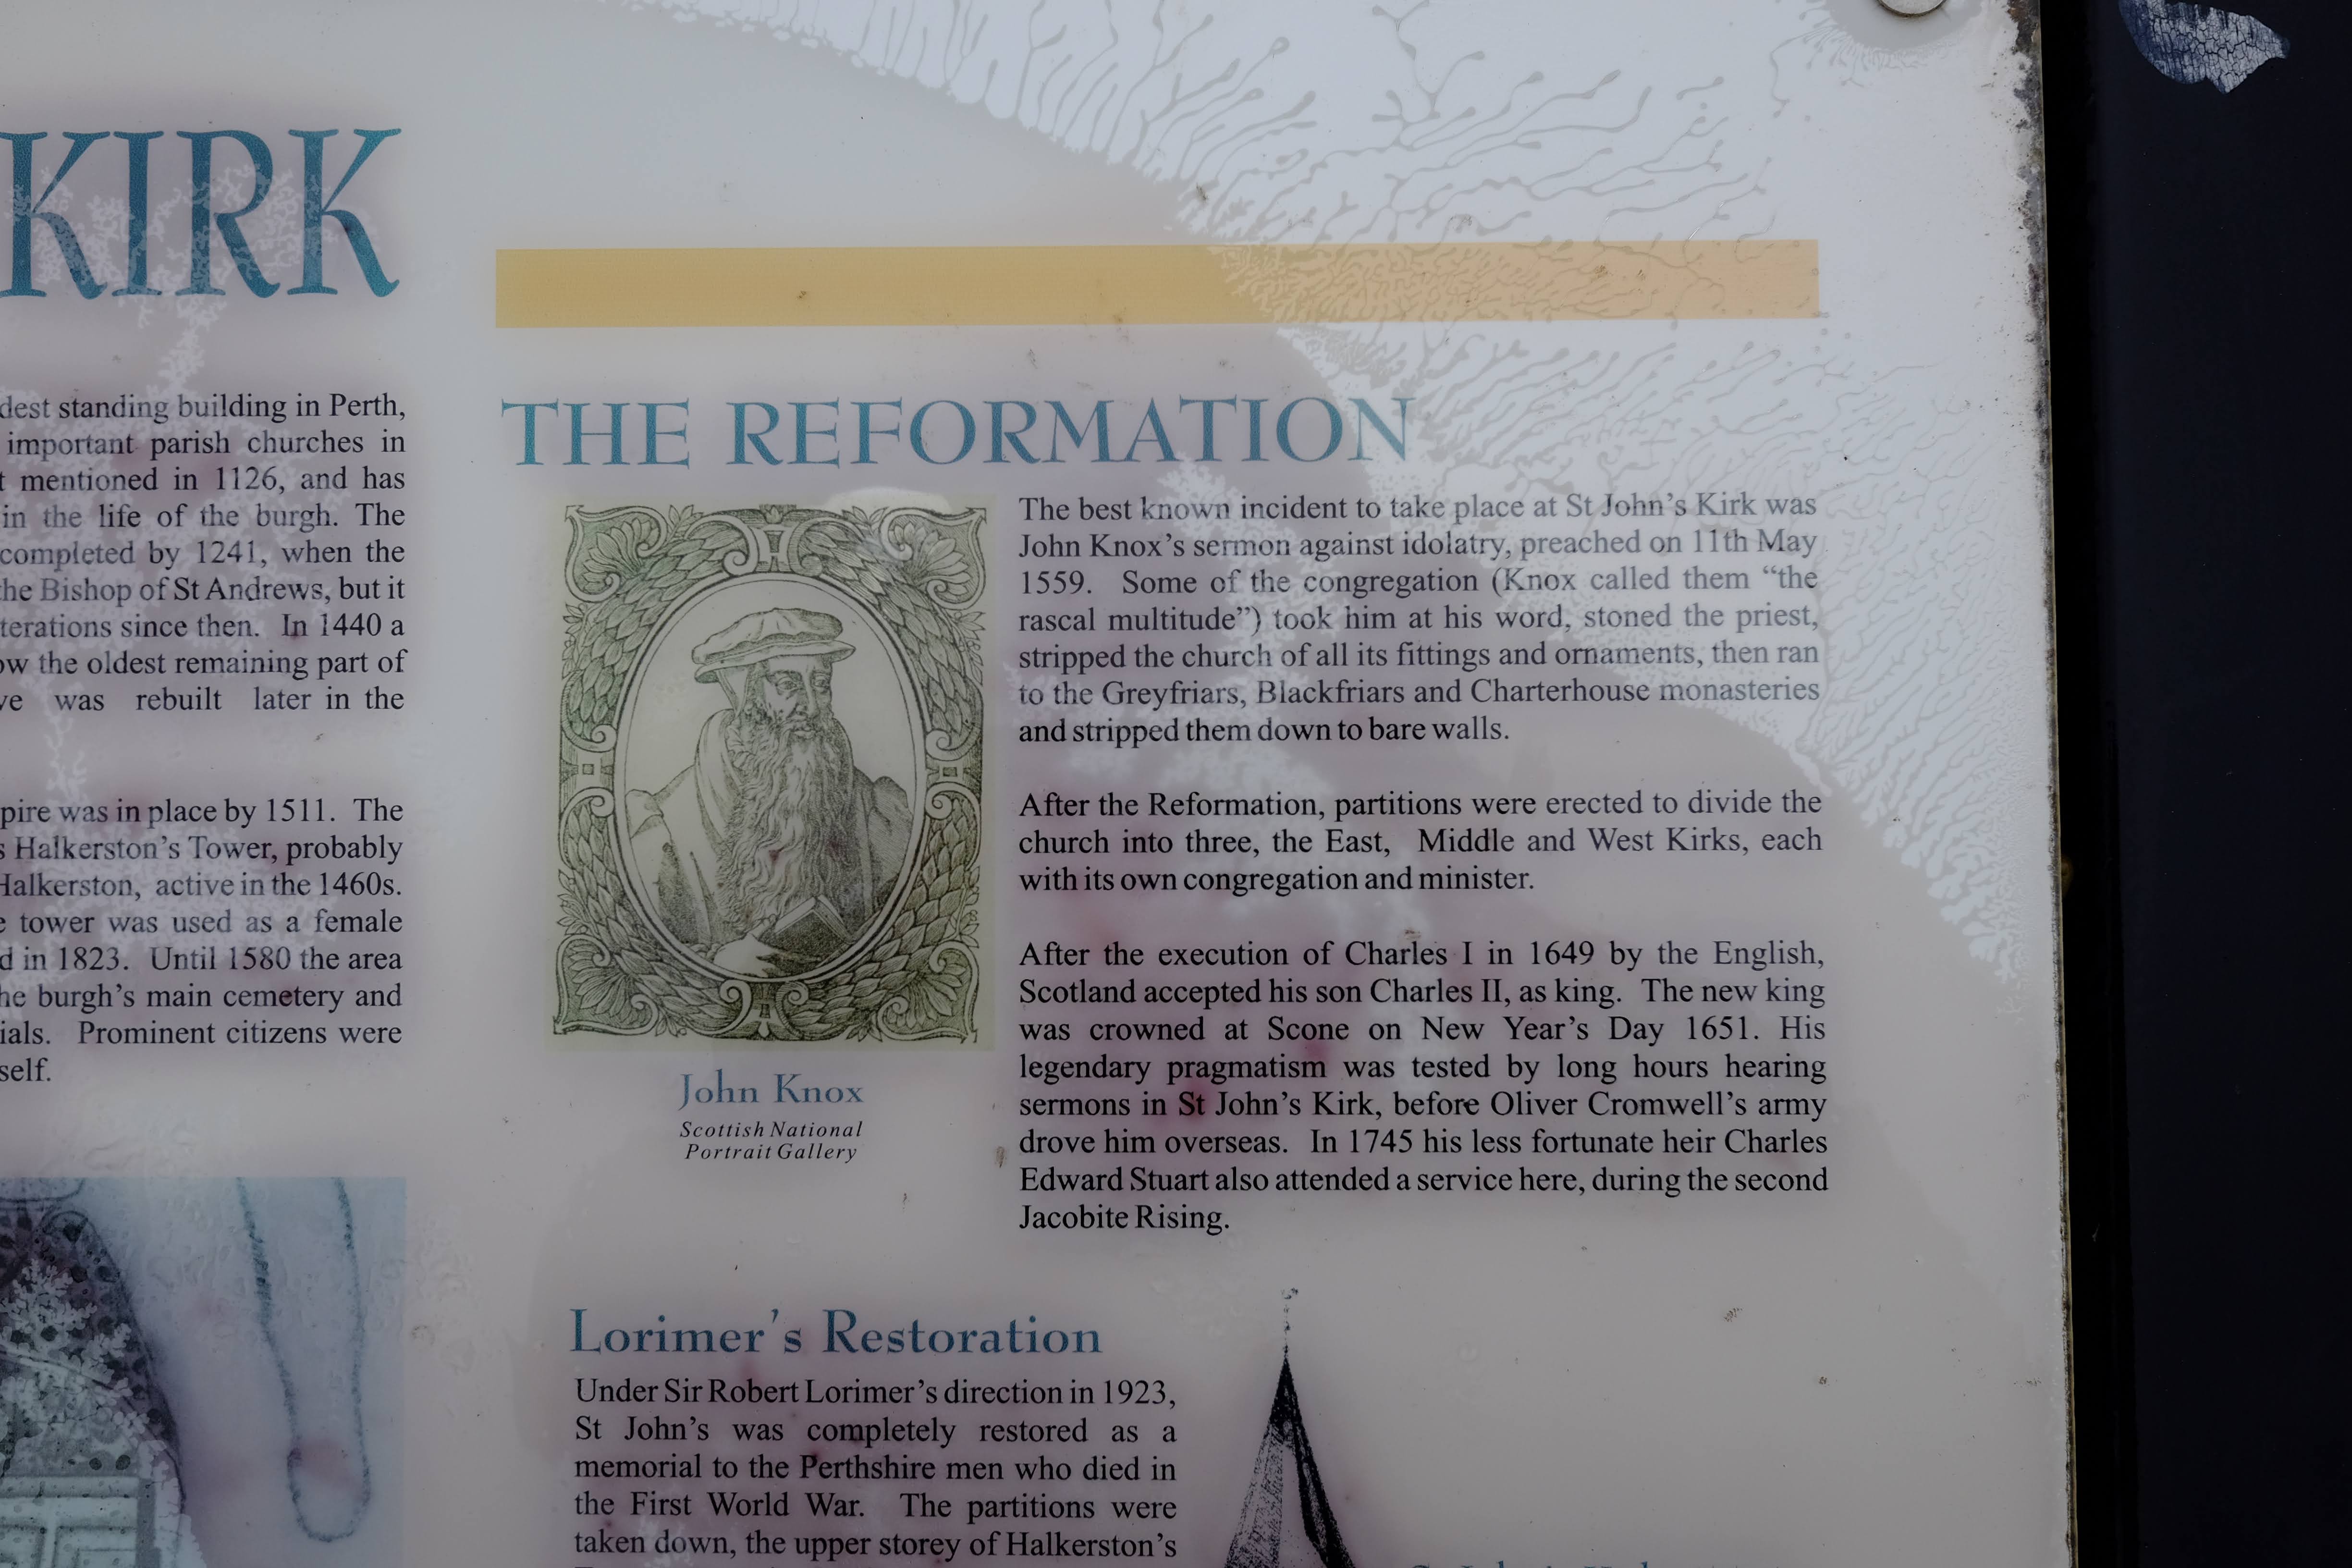 KIRK
standing building in Perth,
important parish churches in
mentioned in 1126, and has
in the life of the burgh. The
completed by 1241, when the
the Bishop of St Andrews, but it
since then. In 1440 a
the oldest remaining part of
was rebuilt later in the
was in place by 1511. The
Halkerston's Tower, probably
Halkerston, active in the 1460s.
tower was used as a female
in 1823. Until 1580 the area
burgh's main cemetery and
Prominent citizens were
THE REFORMATION
The best known incident to take place at St John's Kirk was
John Knox's sermon against idolatry, preached on 11th May
1559. Some of the congregation (Knox called them “the
rascal multitude”) took him at his word, stoned the priest,
stripped the church of all its fittings and ornaments, then ran
to the Greyfriars, Blackfriars and Charterhouse monasteries
and stripped them down to bare walls.
After the Reformation, partitions were erected to divide the
church into three, the East, Middle and West Kirks, each
with its own congregation and minister.
After the execution of Charles I in 1649 by the English,
Scotland accepted his son Charles II, as king. The new king
was crowned at Scone on New Year's Day 1651. His
legendary pragmatism was tested by long hours hearing
sermons in St John's Kirk, before Oliver Cromwell's army
drove him overseas. In 1745 his less fortunate heir Charles
Edward Stuart also attended a service here, during the second
Jacobite Rising.
John Knox
Scottish National
Portrait Gallery
Lorimer's Restoration
Under Sir Robert Lorimer's direction in 1923,
St John's was completely restored as a
memorial to the Perthshire men who died in
the First World War. The partitions were
taken down, the upper storey of Halkerston's